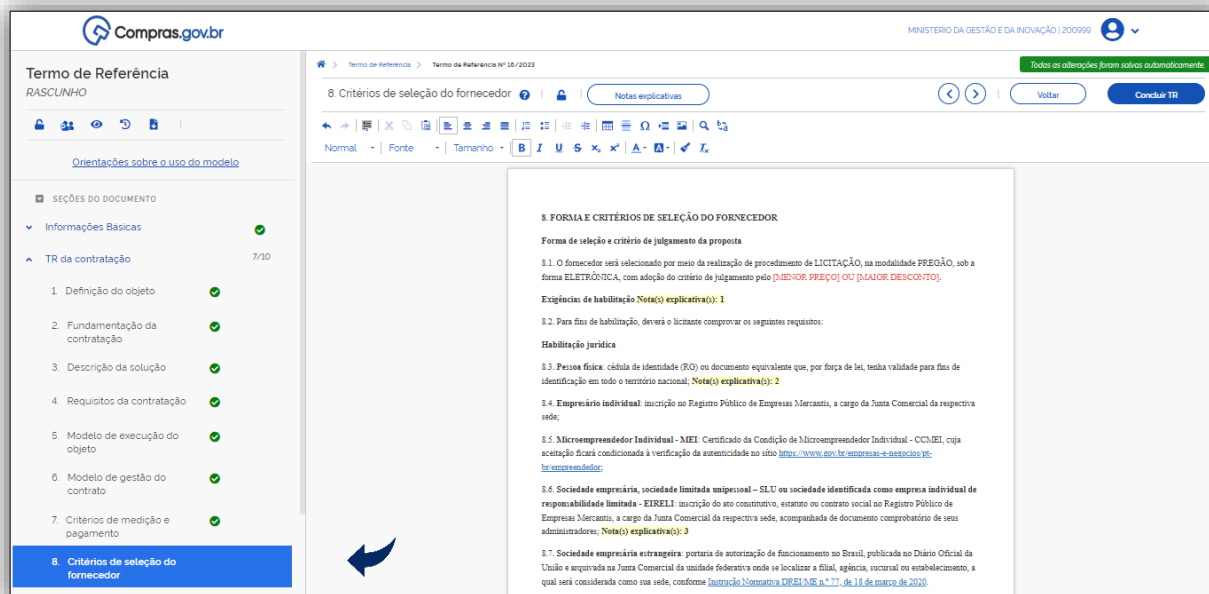 Compras.gov.br
MINISTÉRIO DA GESTÃO E DA INOVAÇÃO | 200999
Termo de Referência
RASCUNHO
Orientações sobre o uso do modelo
SEÇÕES DO DOCUMENTO
Informações Básicas
TR da contratação 7/10
1. Definição do objeto
2. Fundamentação da
contratação
3. Descrição da solução
4. Requisitos da contratação
5. Modelo de execução do
objeto
6. Modelo de gestão do
contrato
7. Critérios de medição e
pagamento
8. Critérios de seleção do
fornecedor
> Termo de Referência > Termo de Referência Nº 16/2023
Todas as alterações foram salvas automaticamente.
8. Critérios de seleção do fornecedor
Notas explicativas
Voltar
Concluir TR
Normal Fonte Tamanho B I U S x₂ x² A A Tx
8. FORMA E CRITÉRIOS DE SELEÇÃO DO FORNECEDOR
Forma de seleção e critério de julgamento da proposta
8.1. O fornecedor será selecionado por meio da realização de procedimento de LICITAÇÃO, na modalidade PREGÃO, sob a
forma ELETRÔNICA, com adoção do critério de julgamento pelo [MENOR PREÇO] OU [MAIOR DESCONTO].
Exigências de habilitação Nota(s) explicativa(s): 1
8.2. Para fins de habilitação, deverá o licitante comprovar os seguintes requisitos:
Habilitação jurídica
8.3. Pessoa física: cédula de identidade (RG) ou documento equivalente que, por força de lei, tenha validade para fins de
identificação em todo o território nacional; Nota(s) explicativa(s): 2
8.4. Empresário individual: inscrição no Registro Público de Empresas Mercantis, a cargo da Junta Comercial da respectiva
sede;
8.5. Microempreendedor Individual - MEI: Certificado da Condição de Microempreendedor Individual - CCMEI, cuja
aceitação ficará condicionada à verificação da autenticidade no sítio https://www.gov.br/empresas-e-negocios/pt-
br/empreendedor;
8.6. Sociedade empresária, sociedade limitada unipessoal – SLU ou sociedade identificada como empresa individual de
responsabilidade limitada - EIRELI: inscrição do ato constitutivo, estatuto ou contrato social no Registro Público de
Empresas Mercantis, a cargo da Junta Comercial da respectiva sede, acompanhada de documento comprobatório de seus
administradores; Nota(s) explicativa(s): 3
8.7. Sociedade empresária estrangeira: portaria de autorização de funcionamento no Brasil, publicada no Diário Oficial da
União e arquivada na Junta Comercial da unidade federativa onde se localizar a filial, agência, sucursal ou estabelecimento, a
qual será considerada como sua sede, conforme Instrução Normativa DREI/ME n.º 77, de 18 de março de 2020.